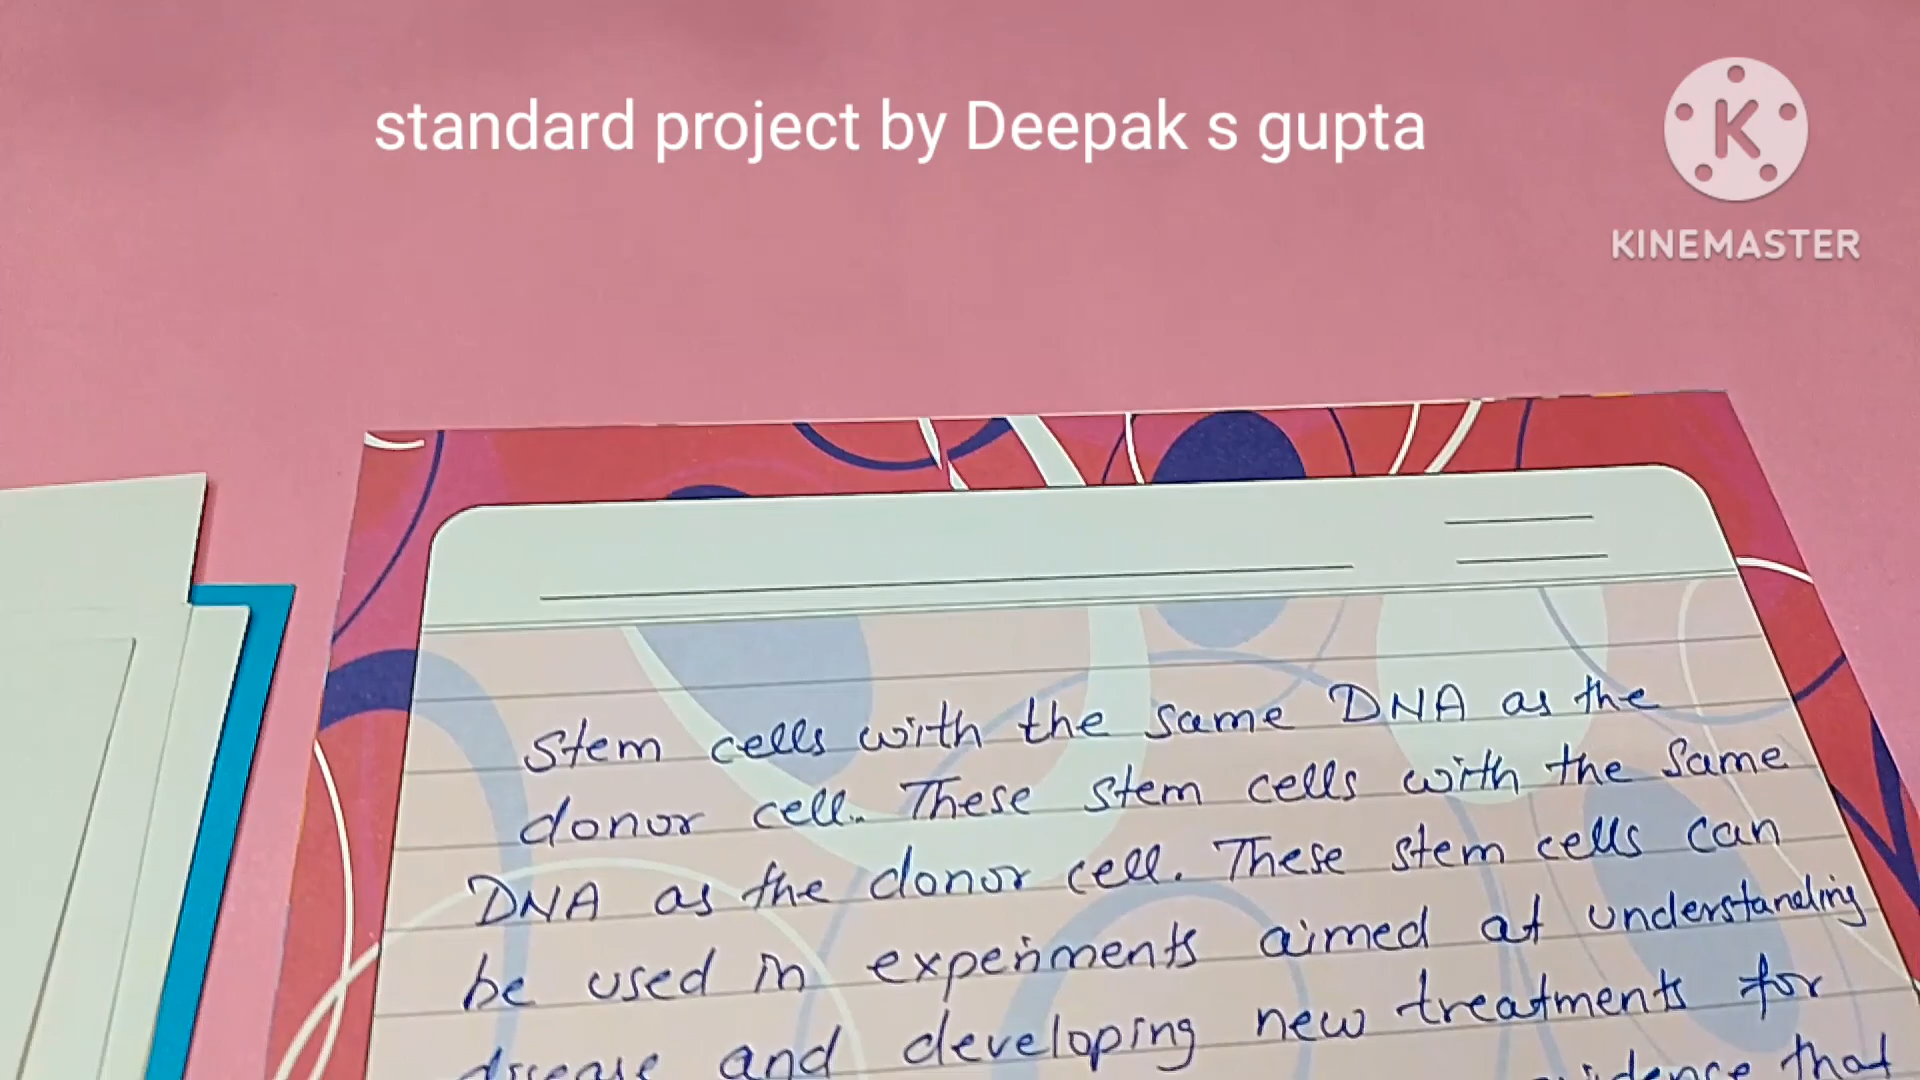 standard project by Deepak s gupta
K
KINEMASTER
Stem cells with the same DNA as the
donor cell.. These stem cells with the same
DNA as the donor cell. These stem cells can
be used in experiments aimed at understanding
disease and developing new treatments for
that